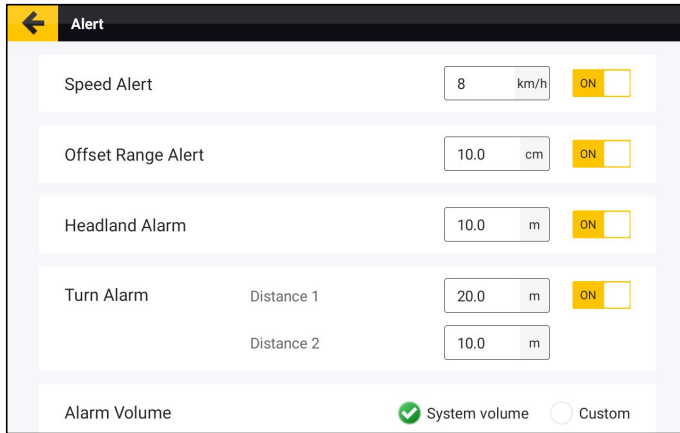 Alert
Speed Alert 8 km/h ON
Offset Range Alert 10.0 cm ON
Headland Alarm 10.0 m ON
Turn Alarm Distance 1 20.0 m ON
Distance 2 10.0 m
Alarm Volume System volume Custom